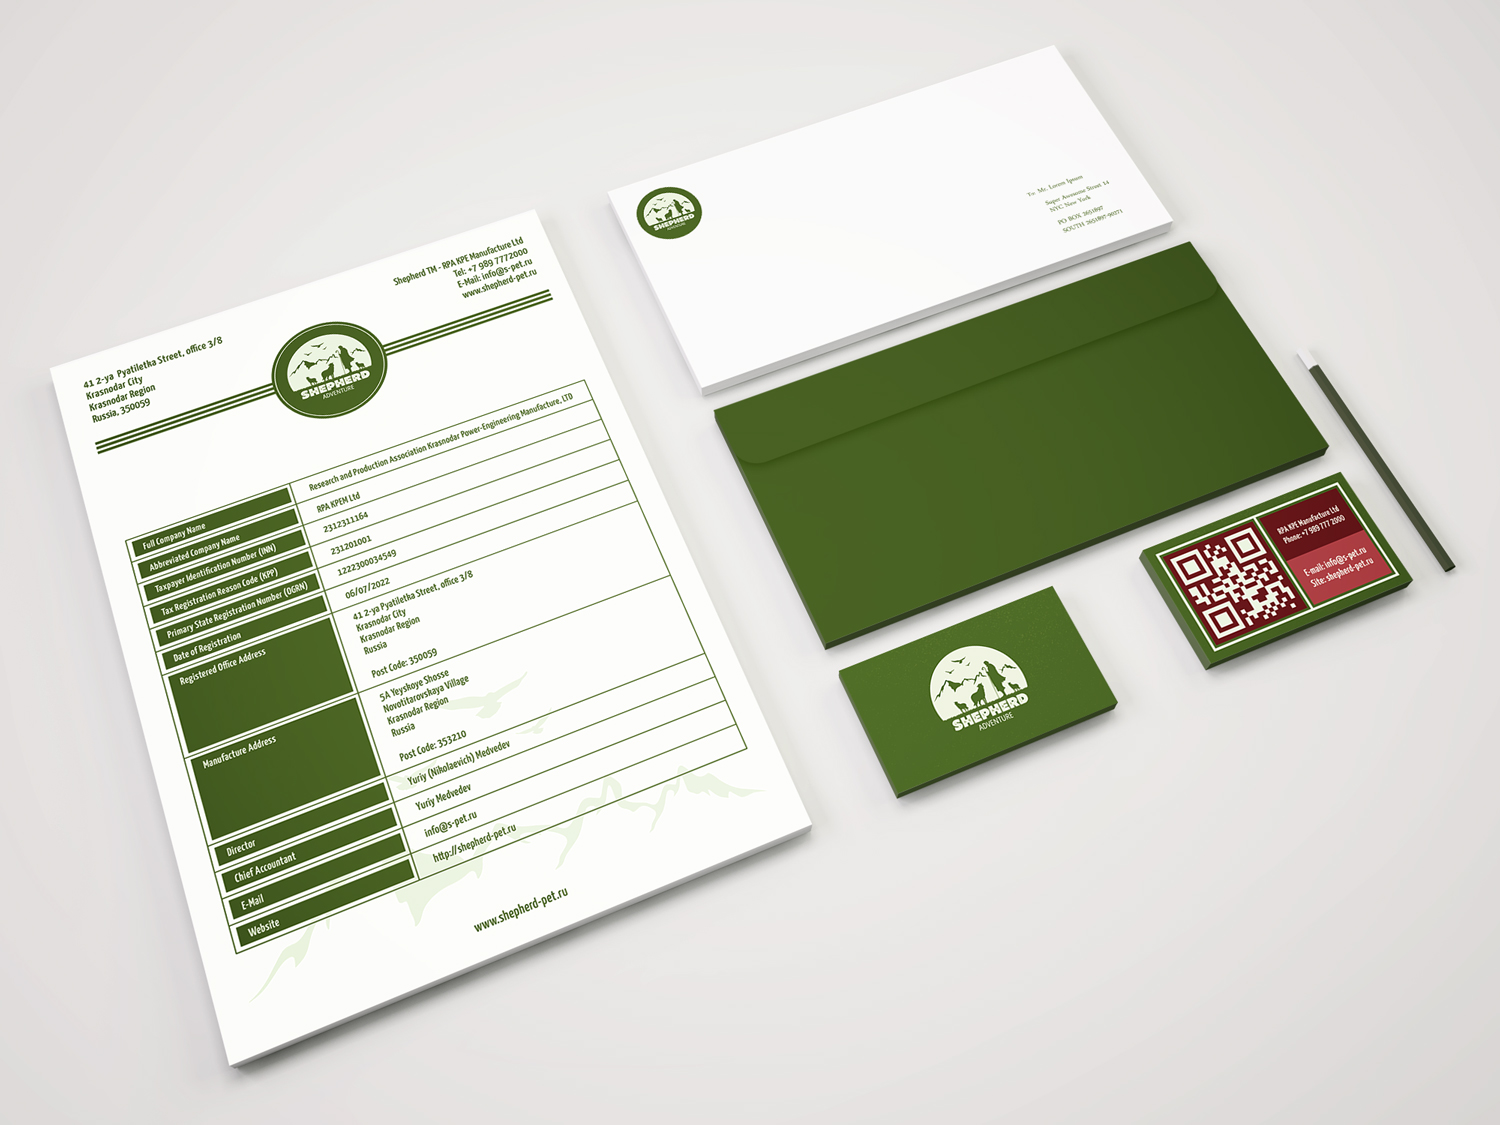 Shepherd TM - RPA KPE Manufacture Ltd
Tel: +7 989 7772000
E-Mail: info@s-pet.ru
www.shepherd-pet.ru
41 2-ya Pyatiletka Street, office 3/8
Krasnodar City
Krasnodar Region
Russia, 350059
SHEPHERD
ADVENTURE
Full Company Name
Research and Production Association Krasnodar Power-Engineering Manufacture, LTD
Abbreviated Company Name
RPA KPEM Ltd
Taxpayer Identification Number (INN)
2312311164
Tax Registration Reason Code (KPP)
231201001
Primary State Registration Number (OGRN)
1222300034549
Date of Registration
06/07/2022
Registered Office Address
41 2-ya Pyatiletka Street, office 3/8
Krasnodar City
Krasnodar Region
Russia
Post Code: 350059
Manufacture Address
5A Yeyskoye Shosse
Novotitarovskaya Village
Krasnodar Region
Russia
Post Code: 353210
Director
Yuriy (Nikolaevich) Medvedev
Chief Accountant
Yuriy Medvedev
E-Mail
info@s-pet.ru
Website
http://shepherd-pet.ru
www.shepherd-pet.ru
SHEPHERD
To Mr. Lorem Ipsum
Super Awesome Street 14
NYC New York
PO BOX 3651897
SOUTH 3651897-90371
SHEPHERD
ADVENTURE
RPA KPE Manufacture Ltd
Phone: +7 989 777 2000
E-mail: info@s-pet.ru
Site: shepherd-pet.ru